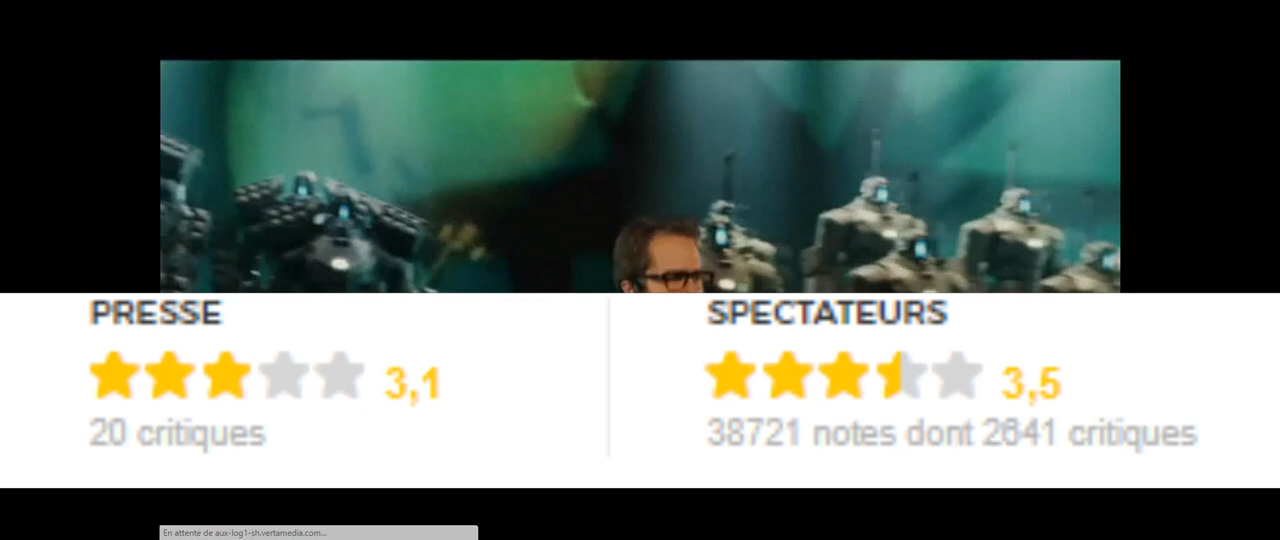 PRESSE
3,1
20 critiques
SPECTATEURS
3,5
38721 notes dont 2641 critiques
En attente de aux-log1-sh.vertamedia.com...